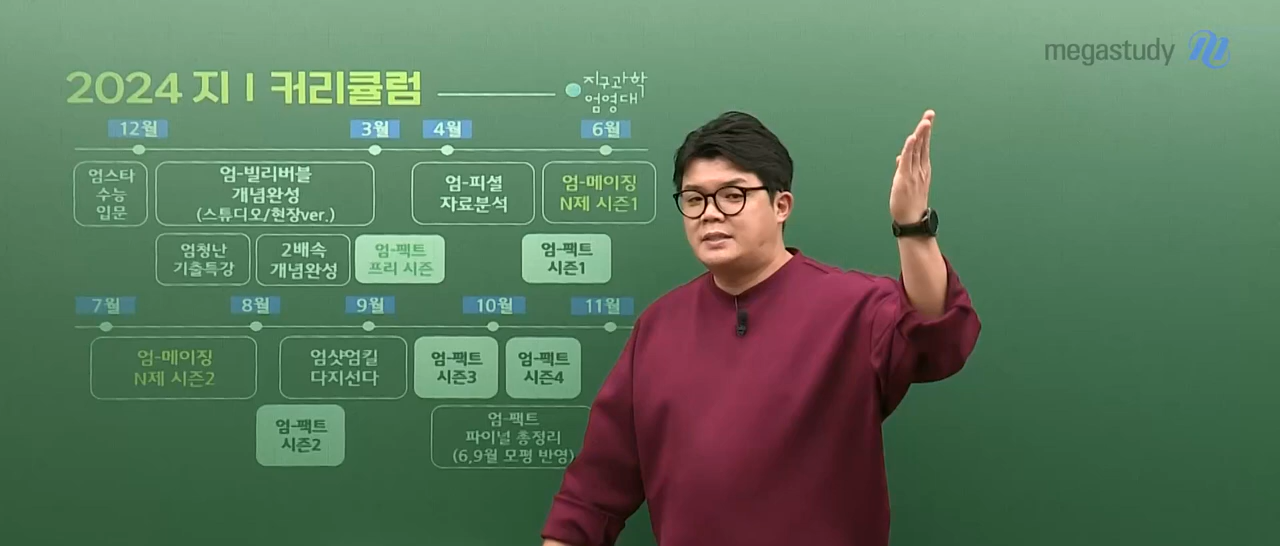 megastudy
2024 지 I 커리큘럼
지구과학
엄영대
12월
3월
4월
6월
엄스타
수능
입문
엄-빌리버블
개념완성
(스튜디오/현장ver.)
엄-피셜
자료분석
엄-메이징
N제 시즌1
엄청난
기출특강
2배속
개념완성
엄-팩트
프리 시즌
엄-팩트
시즌1
7월
8월
9월
10월
11월
엄-메이징
N제 시즌2
엄샷엄킬
다지선다
엄-팩트
시즌3
엄-팩트
시즌4
엄-팩트
시즌2
엄-팩트
파이널 총정리
(6,9월 모평 반영)